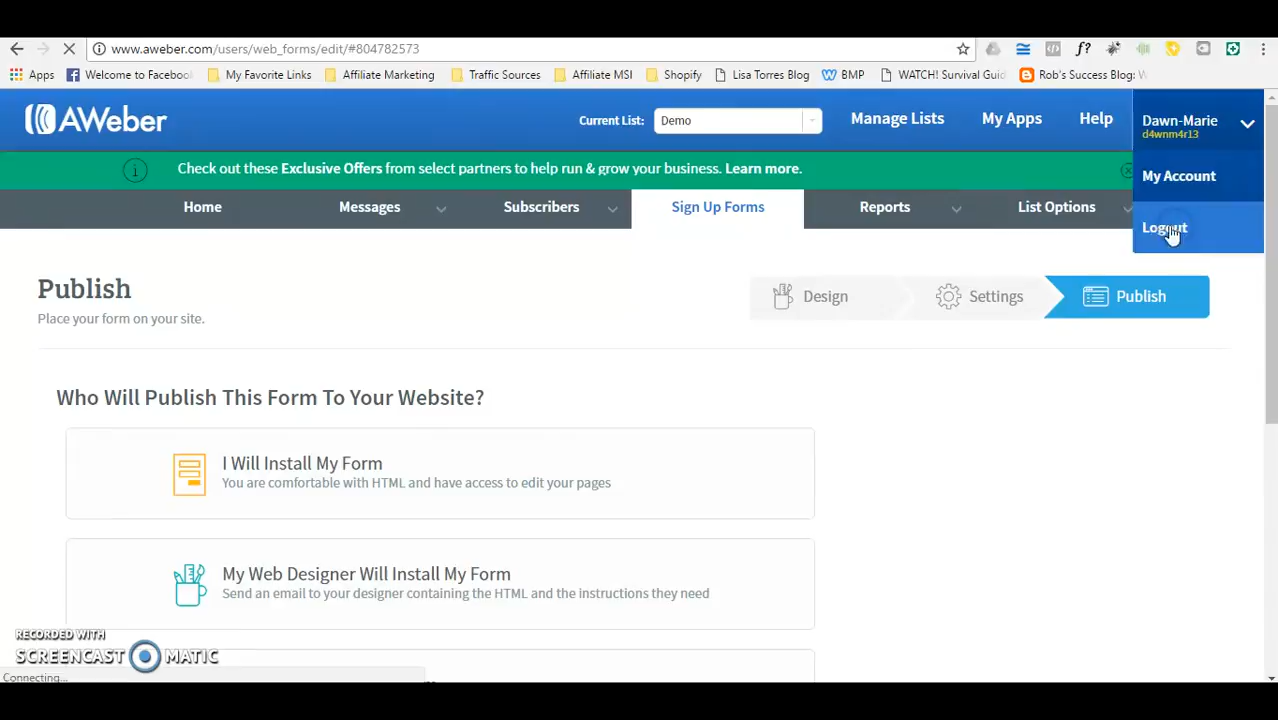 www.aweber.com/users/web_forms/edit/#804782573
Apps
Welcome to Facebook
My Favorite Links
Affiliate Marketing
Traffic Sources
Affiliate MSI
Shopify
Lisa Torres Blog
BMP
WATCH! Survival Guid
Rob's Success Blog: W
AWeber
Current List:
Demo
Manage Lists
My Apps
Help
Dawn-Marie
d4wnm4r13
Check out these Exclusive Offers from select partners to help run & grow your business. Learn more.
My Account
Home
Messages
Subscribers
Sign Up Forms
Reports
List Options
Logout
Publish
Place your form on your site.
Design
Settings
Publish
Who Will Publish This Form To Your Website?
I Will Install My Form
You are comfortable with HTML and have access to edit your pages
My Web Designer Will Install My Form
Send an email to your designer containing the HTML and the instructions they need
RECORDED WITH
SCREENCAST MATIC
Connecting...